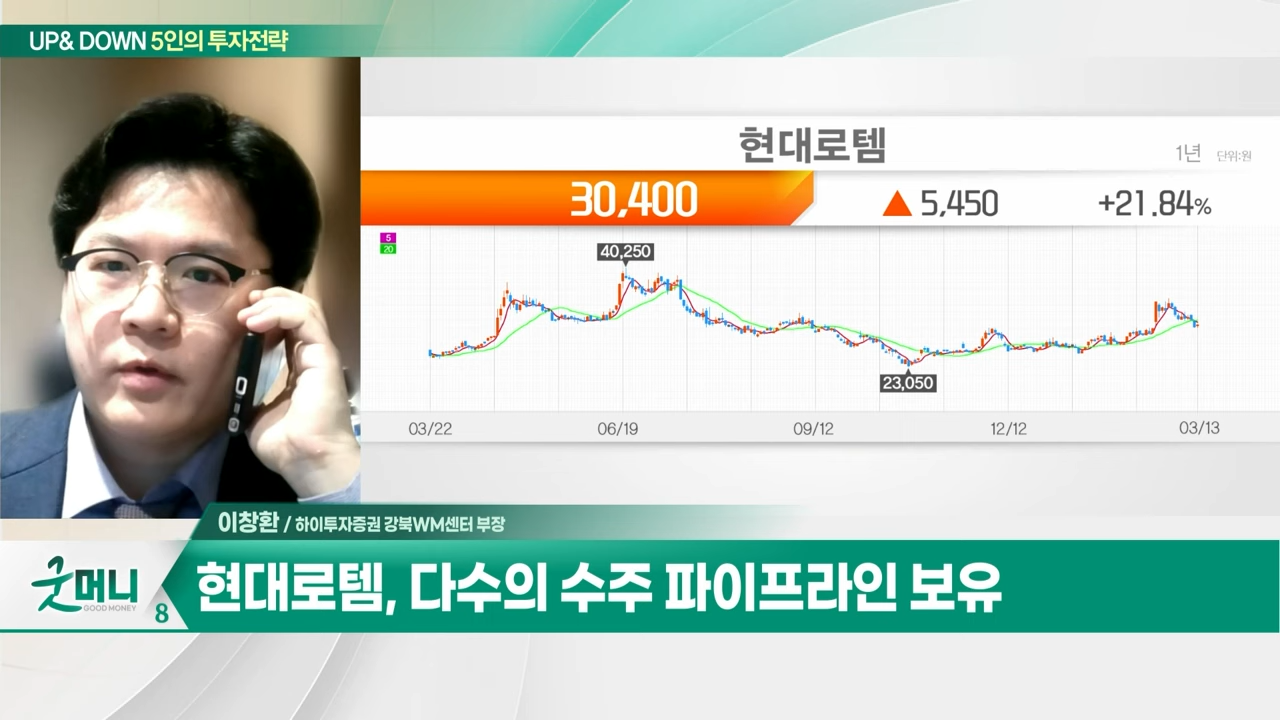 UP& DOWN 5인의 투자전략
현대로템
1년 단위:원
30,400 ▲ 5,450 +21.84%
5
20
40,250
23,050
03/22 06/19 09/12 12/12 03/13
이창환 / 하이투자증권 강북WM센터 부장
굿머니
GOOD MONEY
8
현대로템, 다수의 수주 파이프라인 보유